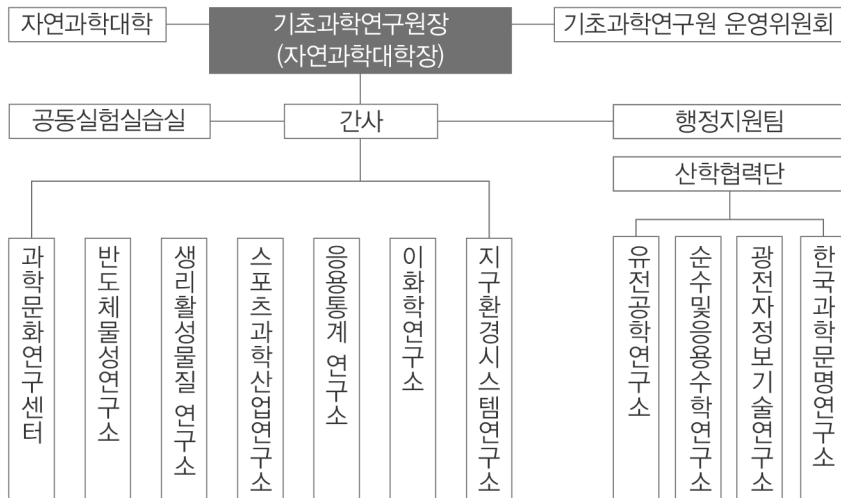 자연과학대학
기초과학연구원장
(자연과학대학장)
기초과학연구원 운영위원회
공동실험실습실
간사
행정지원팀
산학협력단
과학문화연구센터
반도체물성연구소
생리활성물질 연구소
스포츠과학산업연구소
응용통계 연구소
이화학연구소
지구환경시스템연구소
유전공학연구소
순수및응용수학연구소
광전자정보기술연구소
한국과학문명연구소